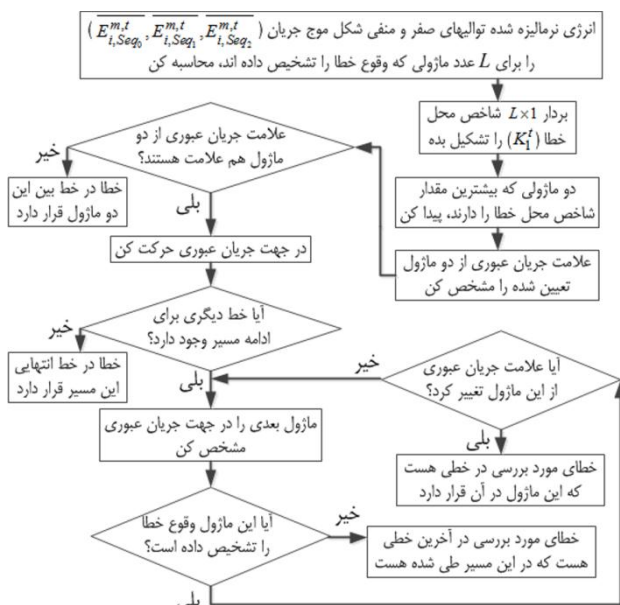 انرژی نرمالیزه شده توالیهای صفر و منفی شکل موج جریان (E_{i,Seq_0}^{m,t}, E_{i,Seq_1}^{m,t}, E_{i,Seq_2}^{m,t})
را برای L عدد ماژولی که وقوع خطا را تشخیص داده اند، محاسبه کن
بردار L×1 شاخص محل
خطا (K_1^t) را تشکیل بده
دو ماژولی که بیشترین مقدار
شاخص محل خطا را دارند، پیدا کن
علامت جریان عبوری از دو ماژول
تعیین شده را مشخص کن
علامت جریان عبوری از دو
ماژول هم علامت هستند؟
خیر
خطا در خط بین این
دو ماژول قرار دارد
بلی
در جهت جریان عبوری حرکت کن
آیا خط دیگری برای
ادامه مسیر وجود دارد؟
خیر
خطا در خط انتهایی
این مسیر قرار دارد
بلی
ماژول بعدی را در جهت جریان عبوری
مشخص کن
آیا این ماژول وقوع خطا
را تشخیص داده است؟
خیر
خطای مورد بررسی در آخرین خطی
هست که در این مسیر طی شده هست
بلی
آیا علامت جریان عبوری
از این ماژول تغییر کرد؟
خیر
بلی
خطای مورد بررسی در خطی هست
که این ماژول در آن قرار دارد